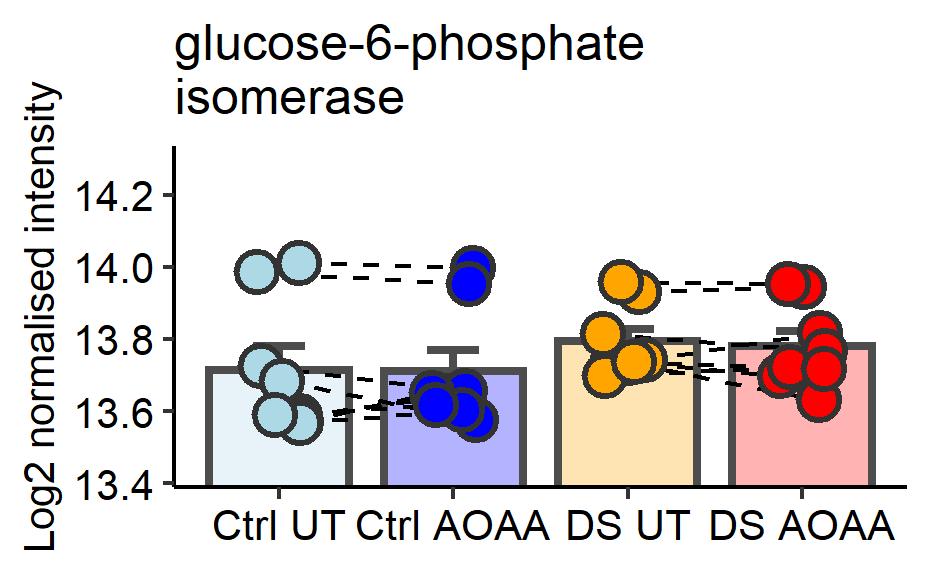 glucose-6-phosphate
isomerase
Log2 normalised intensity
14.2
14.0
13.8
13.6
13.4
Ctrl UT Ctrl AOAA DS UT DS AOAA